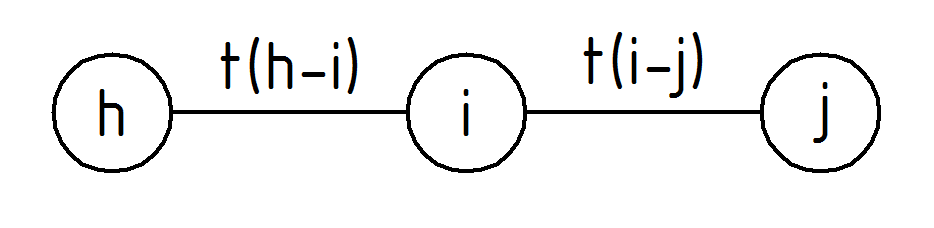 t(h-i) t(i-j)
h i j